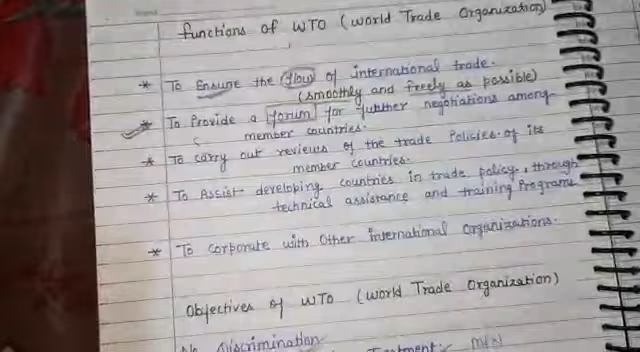 functions of WTO (World Trade Organization)
* To Ensure the flow of international trade.
(smoothly and freely as possible)
* To Provide a forum for further negotiations among
member countries.
* To carry out reviews of the trade Policies of its
member countries.
* To Assist developing countries in trade policy, through
technical assistance and training Programs
* To Corporate with Other international Organizations.
Objectives of WTO (World Trade Organization)
No discrimination
Treatment